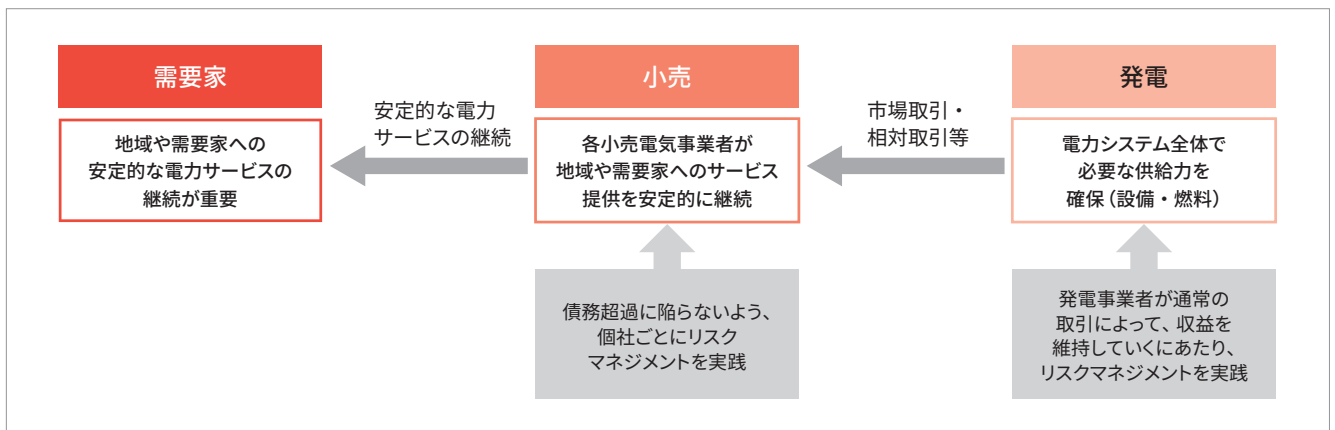 需要家
地域や需要家への
安定的な電力サービスの
継続が重要
安定的な電力
サービスの継続
小売
各小売電気事業者が
地域や需要家へのサービス
提供を安定的に継続
債務超過に陥らないよう、
個社ごとにリスク
マネジメントを実践
市場取引・
相対取引等
発電
電力システム全体で
必要な供給力を
確保（設備・燃料）
発電事業者が通常の
取引によって、収益を
維持していくにあたり、
リスクマネジメントを実践